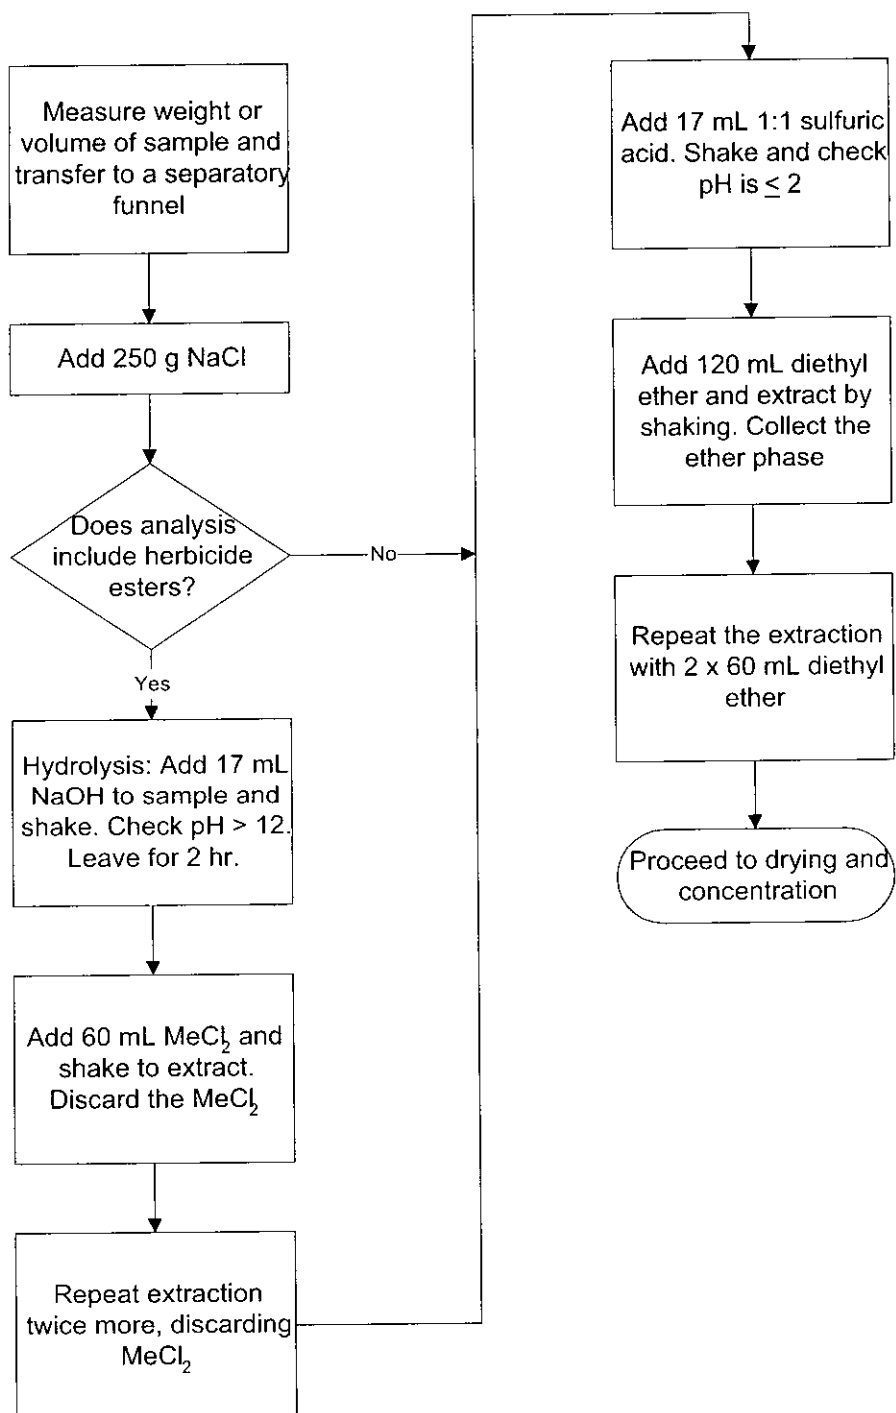 Measure weight or
volume of sample and
transfer to a separatory
funnel
Add 250 g NaCl
Does analysis
include herbicide
esters?
No
Yes
Hydrolysis: Add 17 mL
NaOH to sample and
shake. Check pH > 12.
Leave for 2 hr.
Add 60 mL MeCl₂ and
shake to extract.
Discard the MeCl₂
Repeat extraction
twice more, discarding
MeCl₂
Add 17 mL 1:1 sulfuric
acid. Shake and check
pH is ≤ 2
Add 120 mL diethyl
ether and extract by
shaking. Collect the
ether phase
Repeat the extraction
with 2 x 60 mL diethyl
ether
Proceed to drying and
concentration